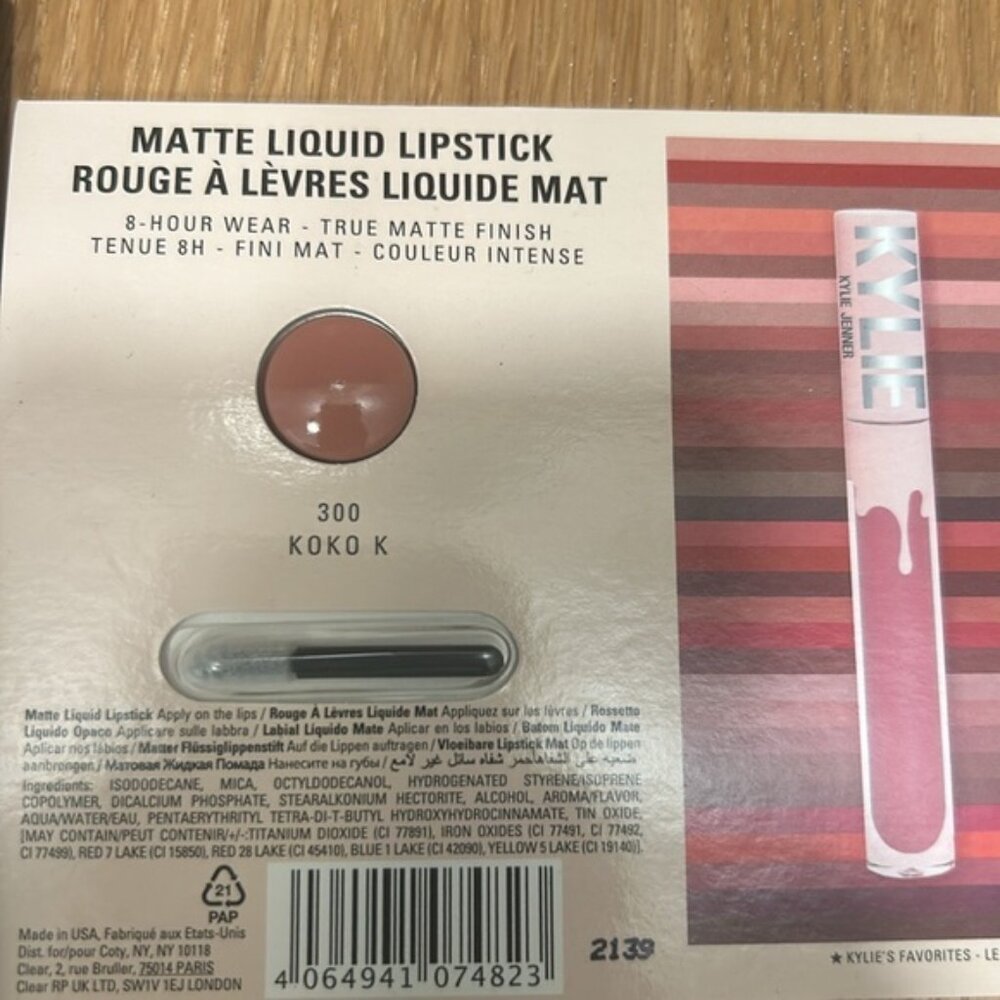 MATTE LIQUID LIPSTICK
ROUGE À LÈVRES LIQUIDE MAT
8-HOUR WEAR - TRUE MATTE FINISH
TENUE 8H - FINI MAT - COULEUR INTENSE
300
KOKO K
Matte Liquid Lipstick Apply on the lips / Rouge À Lèvres Liquide Mat Appliquez sur les lèvres / Rossetto
Liquido Opaco Applicare sulle labbra / Labial Líquido Mate Aplicar en los labios / Batom Líquido Mate
Aplicar nos lábios / Matter Flüssiglippenstift Auf die Lippen auftragen / Vloeibare Lipstick Mat Op de lippen
aanbrengen / Матовая Жидкая Помада Нанесите на губы / أحمر شفاه سائل غير لامع
Ingredients: ISODODECANE, MICA, OCTYLDODECANOL, HYDROGENATED STYRENE/ISOPRENE
COPOLYMER, DICALCIUM PHOSPHATE, STEARALKONIUM HECTORITE, ALCOHOL, AROMA/FLAVOR,
AQUA/WATER/EAU, PENTAERYTHRITYL TETRA-DI-T-BUTYL HYDROXYHYDROCINNAMATE, TIN OXIDE,
[MAY CONTAIN/PEUT CONTENIR/+/-:TITANIUM DIOXIDE (CI 77891), IRON OXIDES (CI 77491, CI 77492,
CI 77499), RED 7 LAKE (CI 15850), RED 28 LAKE (CI 45410), BLUE 1 LAKE (CI 42090), YELLOW 5 LAKE (CI 19140)].
21
PAP
Made in USA, Fabriqué aux Etats-Unis
Dist. for/pour Coty, NY, NY 10118
Clear, 2, rue Bruller, 75014 PARIS
Clear RP UK LTD, SW1V 1EJ LONDON
4 064941 074823
2139
KYLIE
KYLIE JENNER
★ KYLIE'S FAVORITES - LE